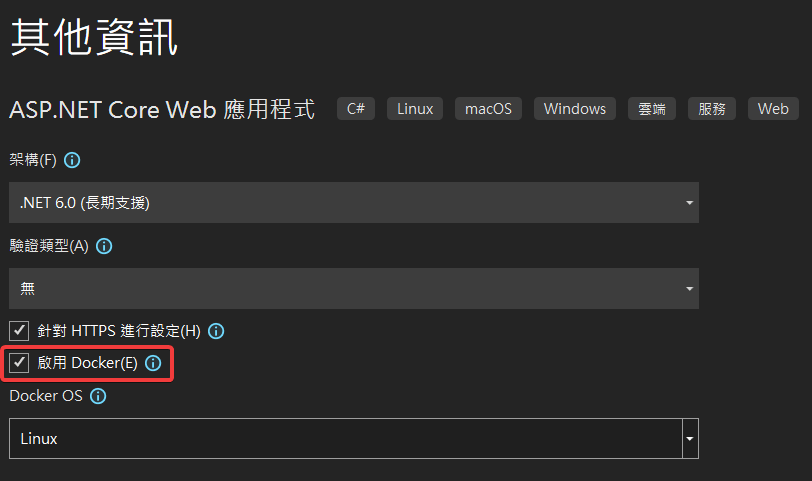 其他資訊
ASP.NET Core Web 應用程式 C# Linux macOS Windows 雲端 服務 Web
架構(F)
.NET 6.0 (長期支援)
驗證類型(A)
無
針對 HTTPS 進行設定(H)
啟用 Docker(E)
Docker OS
Linux